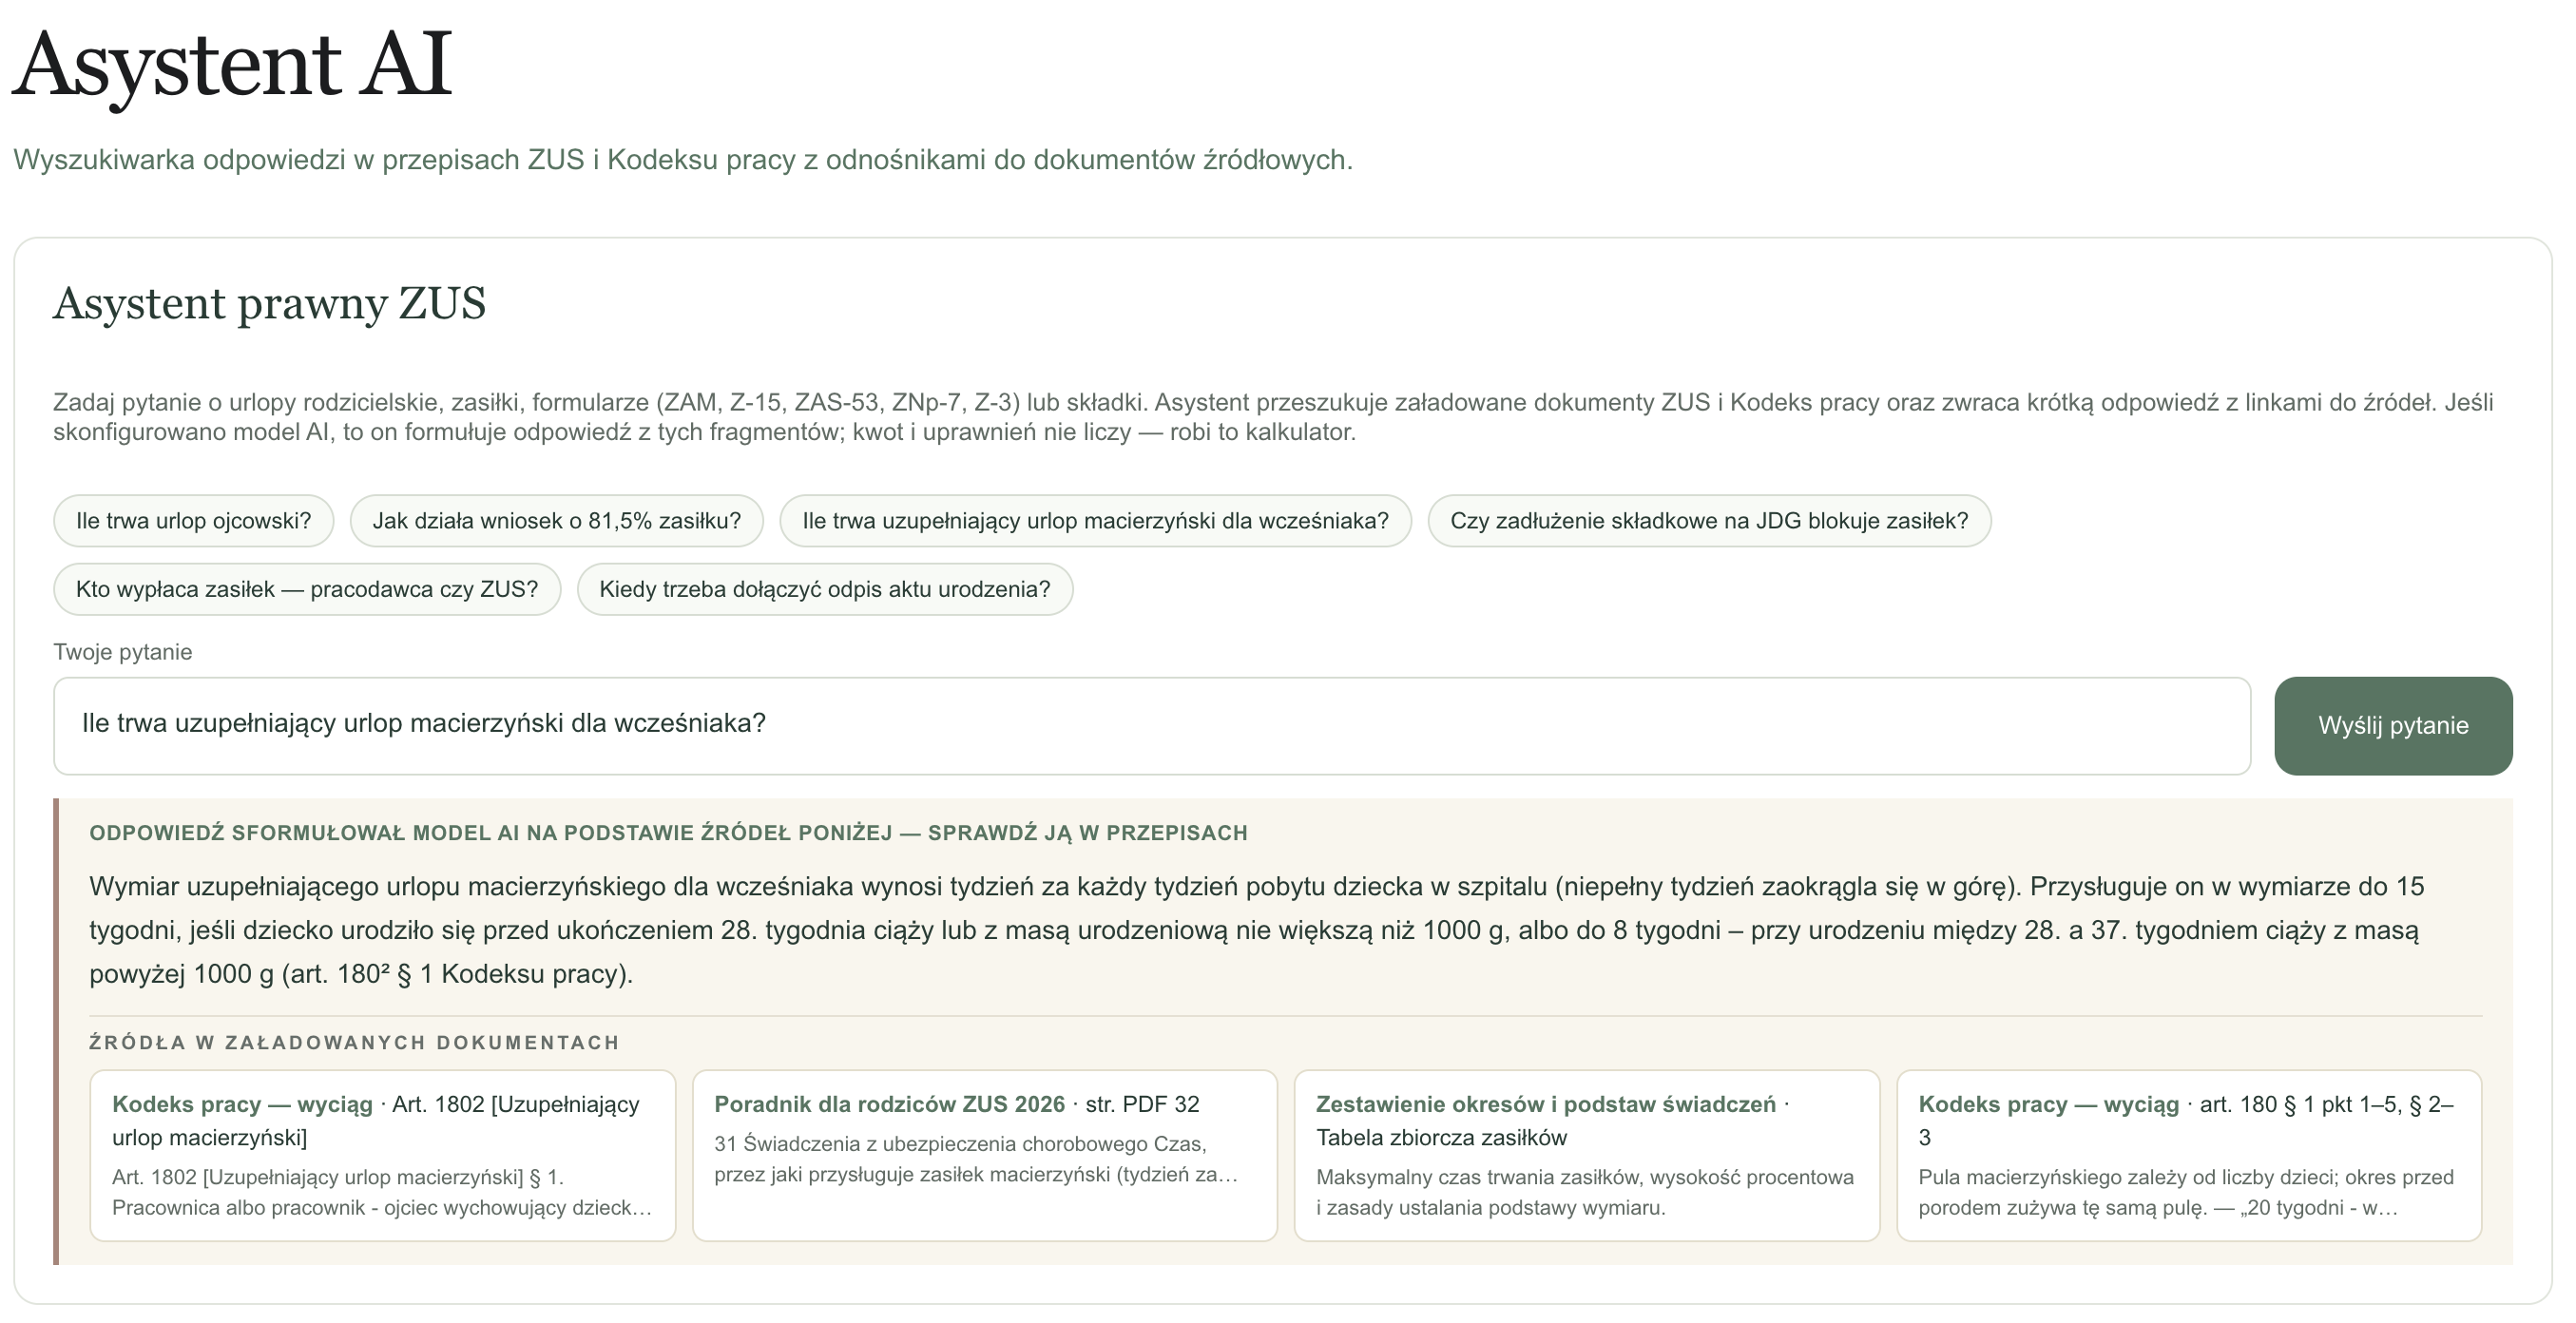 Asystent AI
Wyszukiwarka odpowiedzi w przepisach ZUS i Kodeksu pracy z odnośnikami do dokumentów źródłowych.
Asystent prawny ZUS
Zadaj pytanie o urlopy rodzicielskie, zasiłki, formularze (ZAM, Z-15, ZAS-53, ZNp-7, Z-3) lub składki. Asystent przeszukuje załadowane dokumenty ZUS i Kodeks pracy oraz zwraca krótką odpowiedź z linkami do źródeł. Jeśli
skonfigurowano model AI, to on formułuje odpowiedź z tych fragmentów; kwot i uprawnień nie liczy — robi to kalkulator.
Ile trwa urlop ojcowski?
Jak działa wniosek o 81,5% zasiłku?
Ile trwa uzupełniający urlop macierzyński dla wcześniaka?
Czy zadłużenie składkowe na JDG blokuje zasiłek?
Kto wypłaca zasiłek — pracodawca czy ZUS?
Kiedy trzeba dołączyć odpis aktu urodzenia?
Twoje pytanie
Ile trwa uzupełniający urlop macierzyński dla wcześniaka?
Wyślij pytanie
ODPOWIEDŹ SFORMUŁOWAŁ MODEL AI NA PODSTAWIE ŹRÓDEŁ PONIŻEJ — SPRAWDŹ JĄ W PRZEPISACH
Wymiar uzupełniającego urlopu macierzyńskiego dla wcześniaka wynosi tydzień za każdy tydzień pobytu dziecka w szpitalu (niepełny tydzień zaokrągla się w górę). Przysługuje on w wymiarze do 15
tygodni, jeśli dziecko urodziło się przed ukończeniem 28. tygodnia ciąży lub z masą urodzeniową nie większą niż 1000 g, albo do 8 tygodni – przy urodzeniu między 28. a 37. tygodniem ciąży z masą
powyżej 1000 g (art. 180² § 1 Kodeksu pracy).
ŹRÓDŁA W ZAŁADOWANYCH DOKUMENTACH
Kodeks pracy — wyciąg · Art. 1802 [Uzupełniający
urlop macierzyński]
Art. 1802 [Uzupełniający urlop macierzyński] § 1.
Pracownica albo pracownik - ojciec wychowujący dzieck…
Poradnik dla rodziców ZUS 2026 · str. PDF 32
31 Świadczenia z ubezpieczenia chorobowego Czas,
przez jaki przysługuje zasiłek macierzyński (tydzień za…
Zestawienie okresów i podstaw świadczeń ·
Tabela zbiorcza zasiłków
Maksymalny czas trwania zasiłków, wysokość procentowa
i zasady ustalania podstawy wymiaru.
Kodeks pracy — wyciąg · art. 180 § 1 pkt 1–5, § 2–
3
Pula macierzyńskiego zależy od liczby dzieci; okres przed
porodem zużywa tę samą pulę. — „20 tygodni - w…